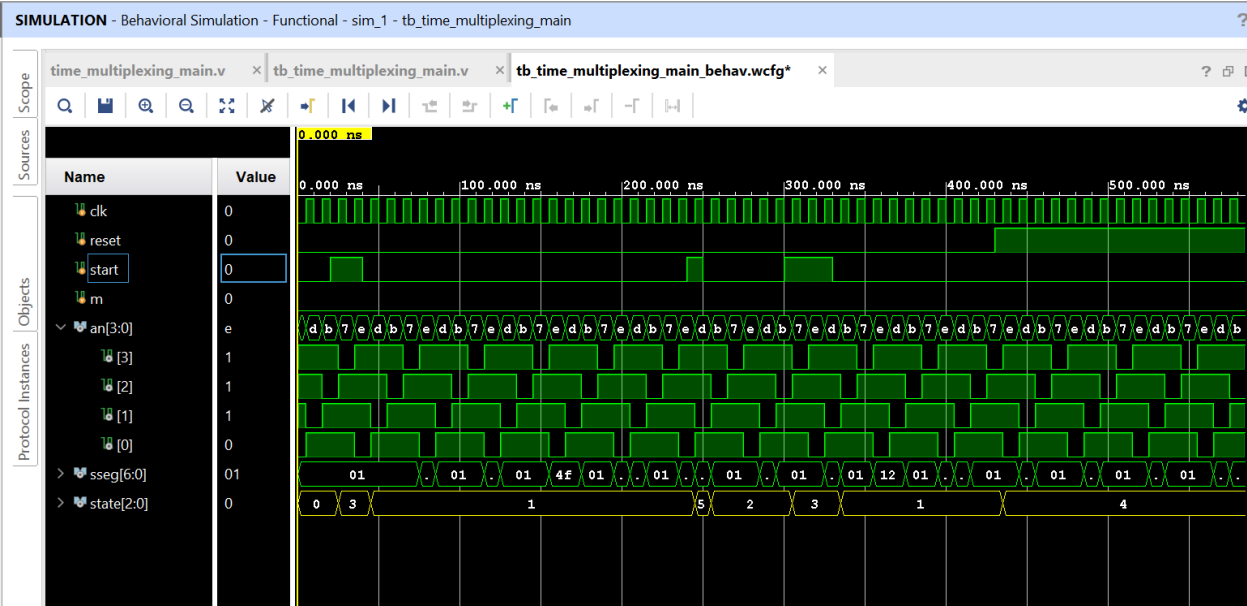 SIMULATION - Behavioral Simulation - Functional - sim_1 - tb_time_multiplexing_main ?
time_multiplexing_main.v × tb_time_multiplexing_main.v × tb_time_multiplexing_main_behav.wcfg* × ?
Scope
Sources
Objects
Protocol Instances
0.000 ns
Name Value
0.000 ns 100.000 ns 200.000 ns 300.000 ns 400.000 ns 500.000 ns
clk 0
reset 0
start 0
m 0
an[3:0] e d b 7 e d b 7 e d b 7 e d b 7 e d b 7 e d b 7 e d b 7 e d b 7 e d b 7 e d b 7 e d b 7 e d b 7 e d b 7 e d b 7 e d b
[3] 1
[2] 1
[1] 1
[0] 0
sseg[6:0] 01 01 . 01 . 01 4f 01 . . 01 . . 01 . 01 . 01 12 01 . . 01 . 01 . 01 . 01 . .
state[2:0] 0 0 3 1 5 2 3 1 4